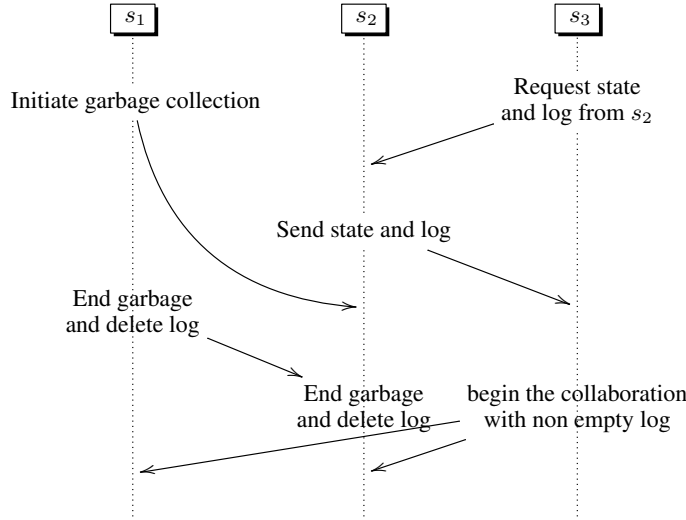 s1
s2
s3
Initiate garbage collection
Request state
and log from s2
Send state and log
End garbage
and delete log
End garbage
and delete log
begin the collaboration
with non empty log